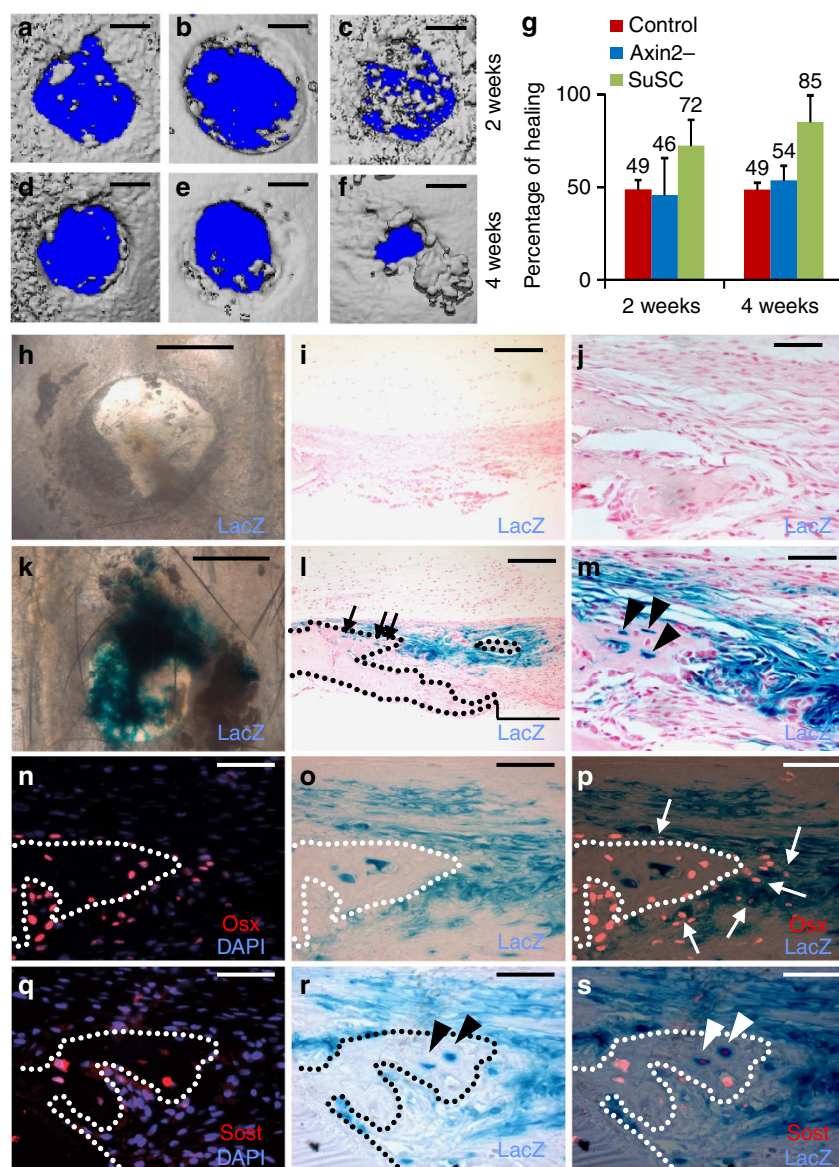 a
b
c
2 weeks
d
e
f
4 weeks
g
Control
Axin2–
SuSC
Percentage of healing
100
50
0
49
46
72
49
54
85
2 weeks
4 weeks
h
LacZ
i
LacZ
j
LacZ
k
LacZ
l
LacZ
m
LacZ
n
Osx
DAPI
o
LacZ
p
Osx
LacZ
q
Sost
DAPI
r
LacZ
s
Sost
LacZ